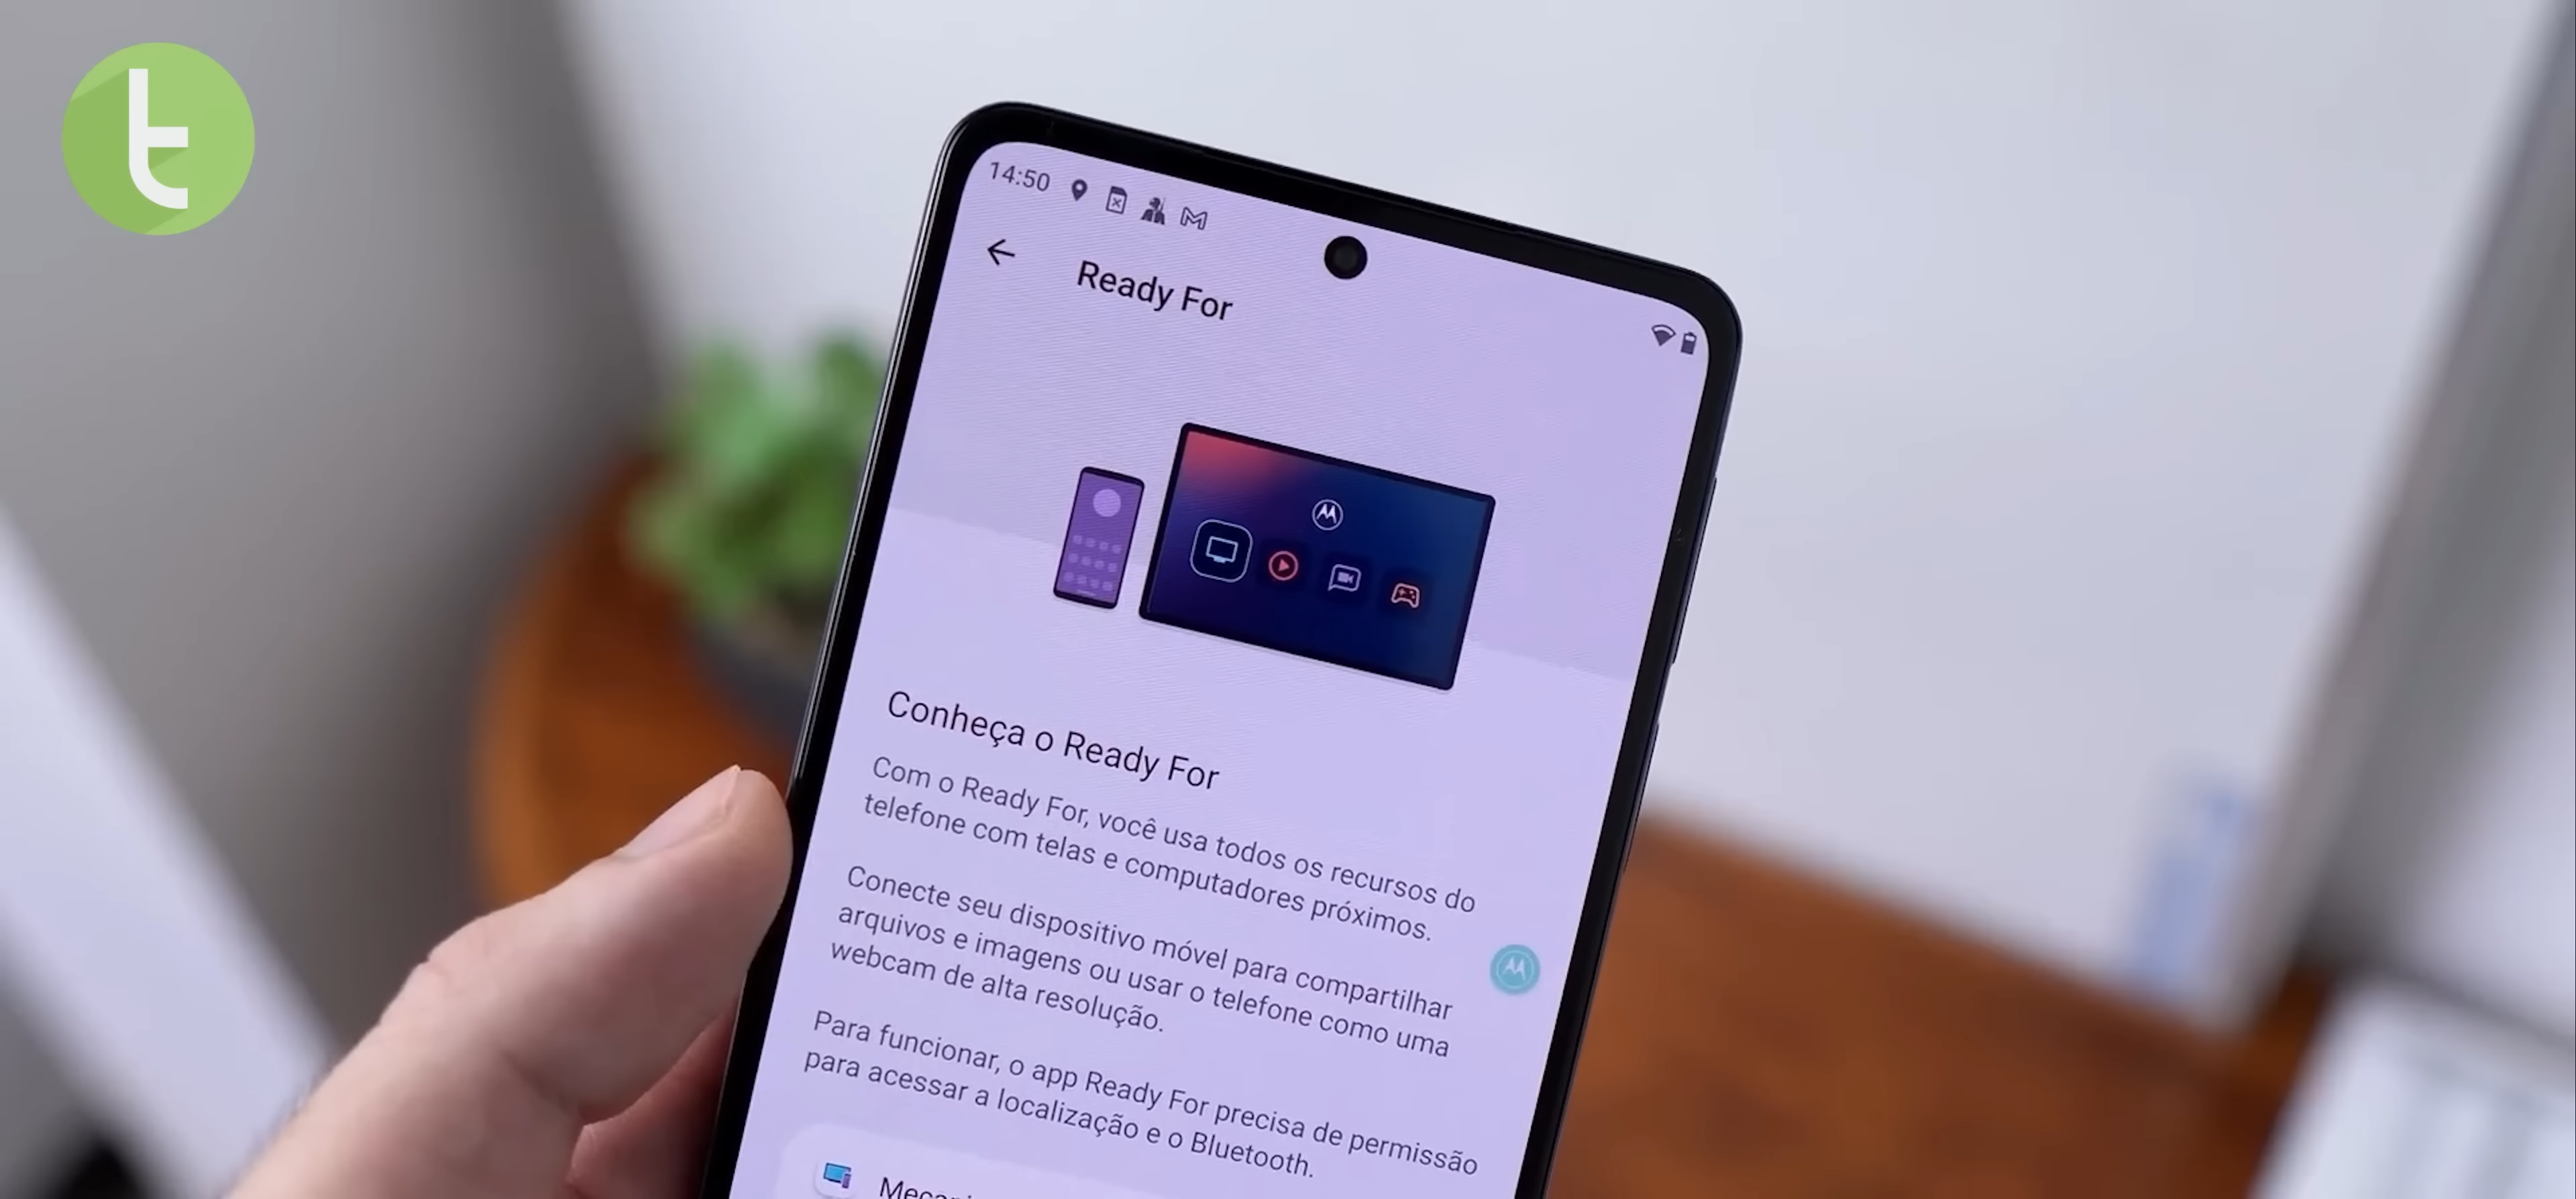 t
14:50
Ready For
Conheça o Ready For
Com o Ready For, você usa todos os recursos do
telefone com telas e computadores próximos.
Conecte seu dispositivo móvel para compartilhar
arquivos e imagens ou usar o telefone como uma
webcam de alta resolução.
Para funcionar, o app Ready For precisa de permissão
para acessar a localização e o Bluetooth.